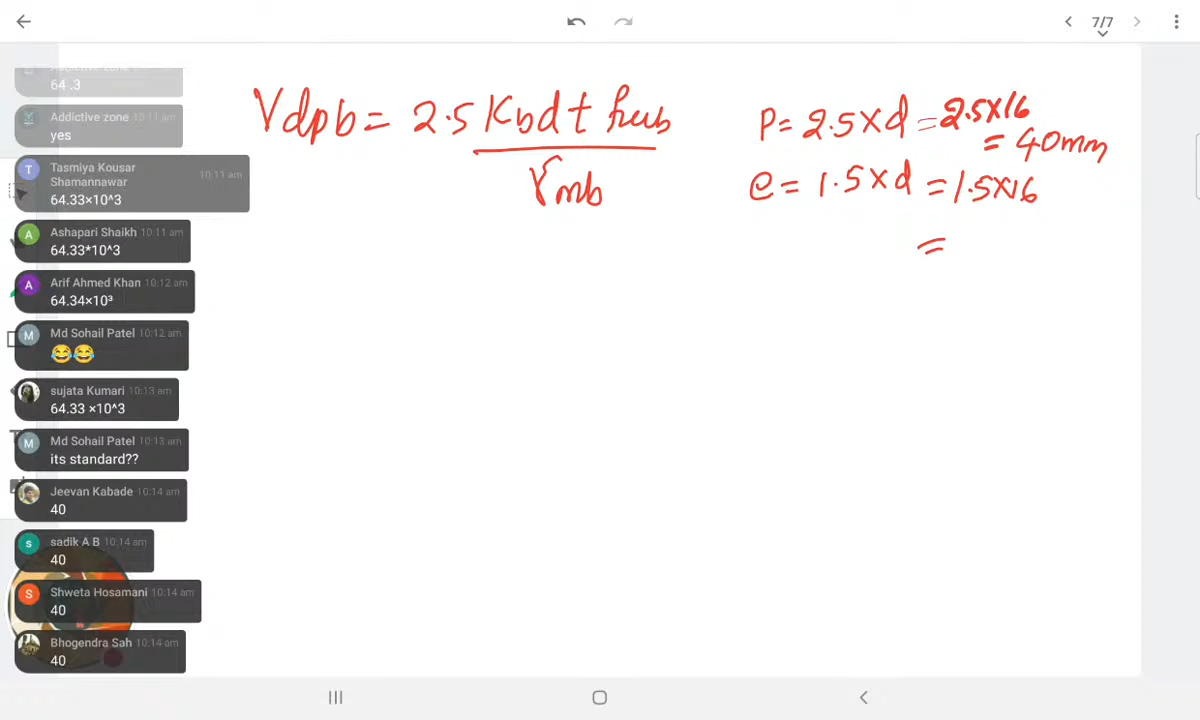 7/7
64 .3
Addictive zone 10:11 am
yes
Tasmiya Kousar
Shamannawar 10:11 am
64.33×10^3
Ashapari Shaikh 10:11 am
64.33*10^3
Arif Ahmed Khan 10:12 am
64.34×10³
Md Sohail Patel 10:12 am
😂😂
sujata Kumari 10:13 am
64.33 ×10^3
Md Sohail Patel 10:13 am
its standard??
Jeevan Kabade 10:14 am
40
sadik A B 10:14 am
40
Shweta Hosamani 10:14 am
40
Bhogendra Sah 10:14 am
40
Vdpb = 2.5 Kb d t fub
γmb
P = 2.5 × d = 2.5×16
= 40mm
e = 1.5 × d = 1.5×16
=